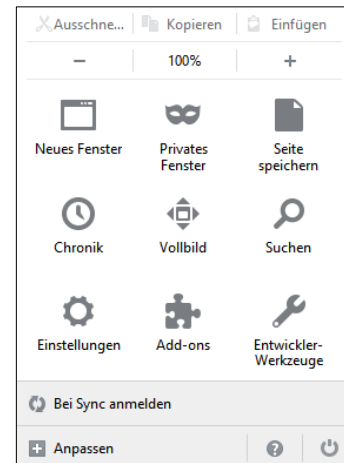 Ausschne... Kopieren Einfügen
− 100% +
Neues Fenster Privates Fenster Seite speichern
Chronik Vollbild Suchen
Einstellungen Add-ons Entwickler-Werkzeuge
Bei Sync anmelden
Anpassen ?